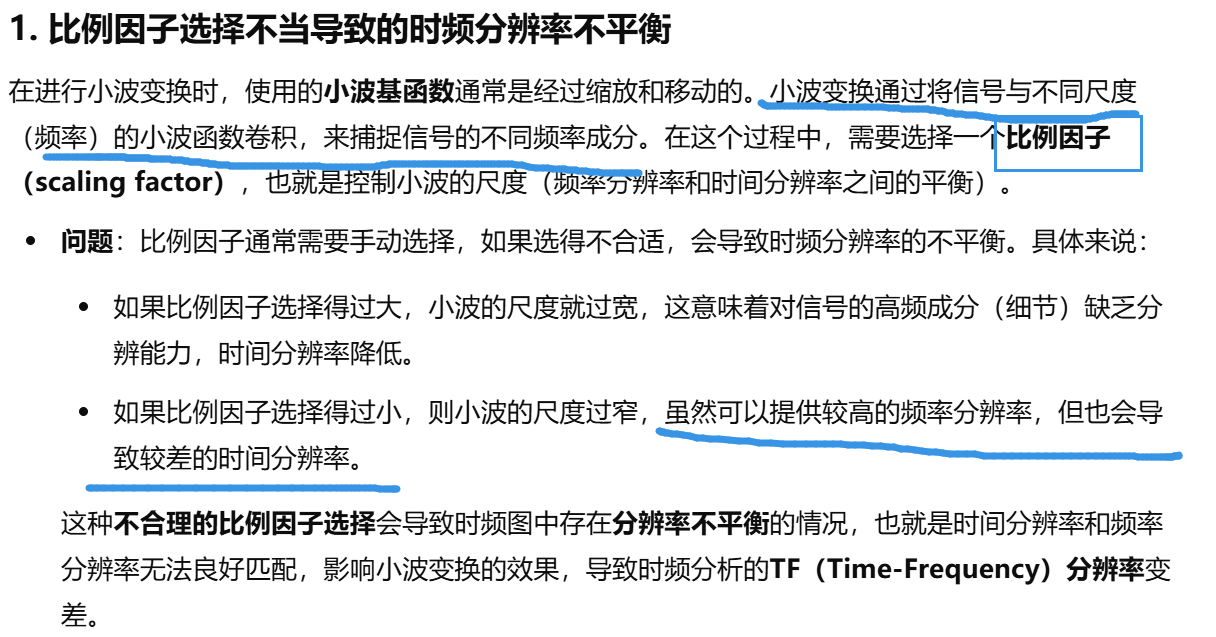 1. 比例因子选择不当导致的时频分辨率不平衡
在进行小波变换时，使用的小波基函数通常是经过缩放和移动的。小波变换通过将信号与不同尺度
（频率）的小波函数卷积，来捕捉信号的不同频率成分。在这个过程中，需要选择一个比例因子
（scaling factor），也就是控制小波的尺度（频率分辨率和时间分辨率之间的平衡）。
• 问题：比例因子通常需要手动选择，如果选得不合适，会导致时频分辨率的不平衡。具体来说：
• 如果比例因子选择得过大，小波的尺度就过宽，这意味着对信号的高频成分（细节）缺乏分
辨能力，时间分辨率降低。
• 如果比例因子选择得过小，则小波的尺度过窄，虽然可以提供较高的频率分辨率，但也会导
致较差的时间分辨率。
这种不合理的比例因子选择会导致时频图中存在分辨率不平衡的情况，也就是时间分辨率和频率
分辨率无法良好匹配，影响小波变换的效果，导致时频分析的TF（Time-Frequency）分辨率变
差。